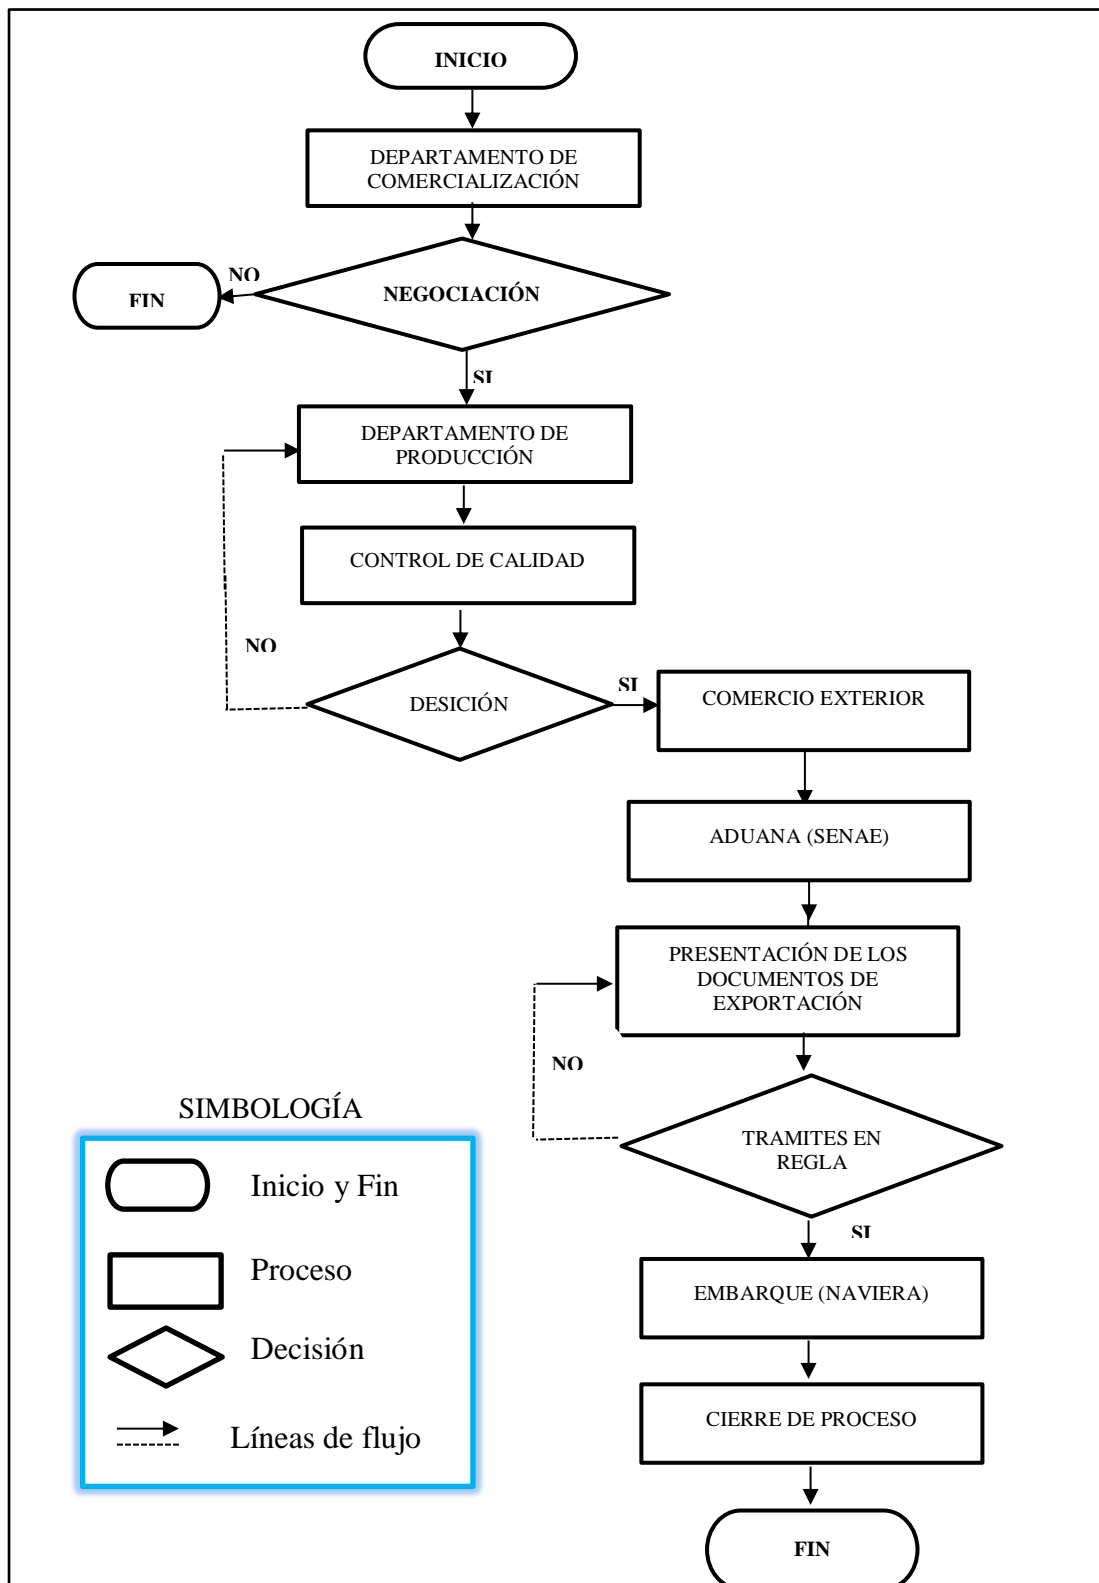 INICIO
DEPARTAMENTO DE
COMERCIALIZACIÓN
NO
FIN
NEGOCIACIÓN
SI
DEPARTAMENTO DE
PRODUCCIÓN
CONTROL DE CALIDAD
NO
DESICIÓN
SI
COMERCIO EXTERIOR
ADUANA (SENAE)
PRESENTACIÓN DE LOS
DOCUMENTOS DE
EXPORTACIÓN
NO
TRAMITES EN
REGLA
SI
EMBARQUE (NAVIERA)
CIERRE DE PROCESO
FIN
SIMBOLOGÍA
Inicio y Fin
Proceso
Decisión
Líneas de flujo